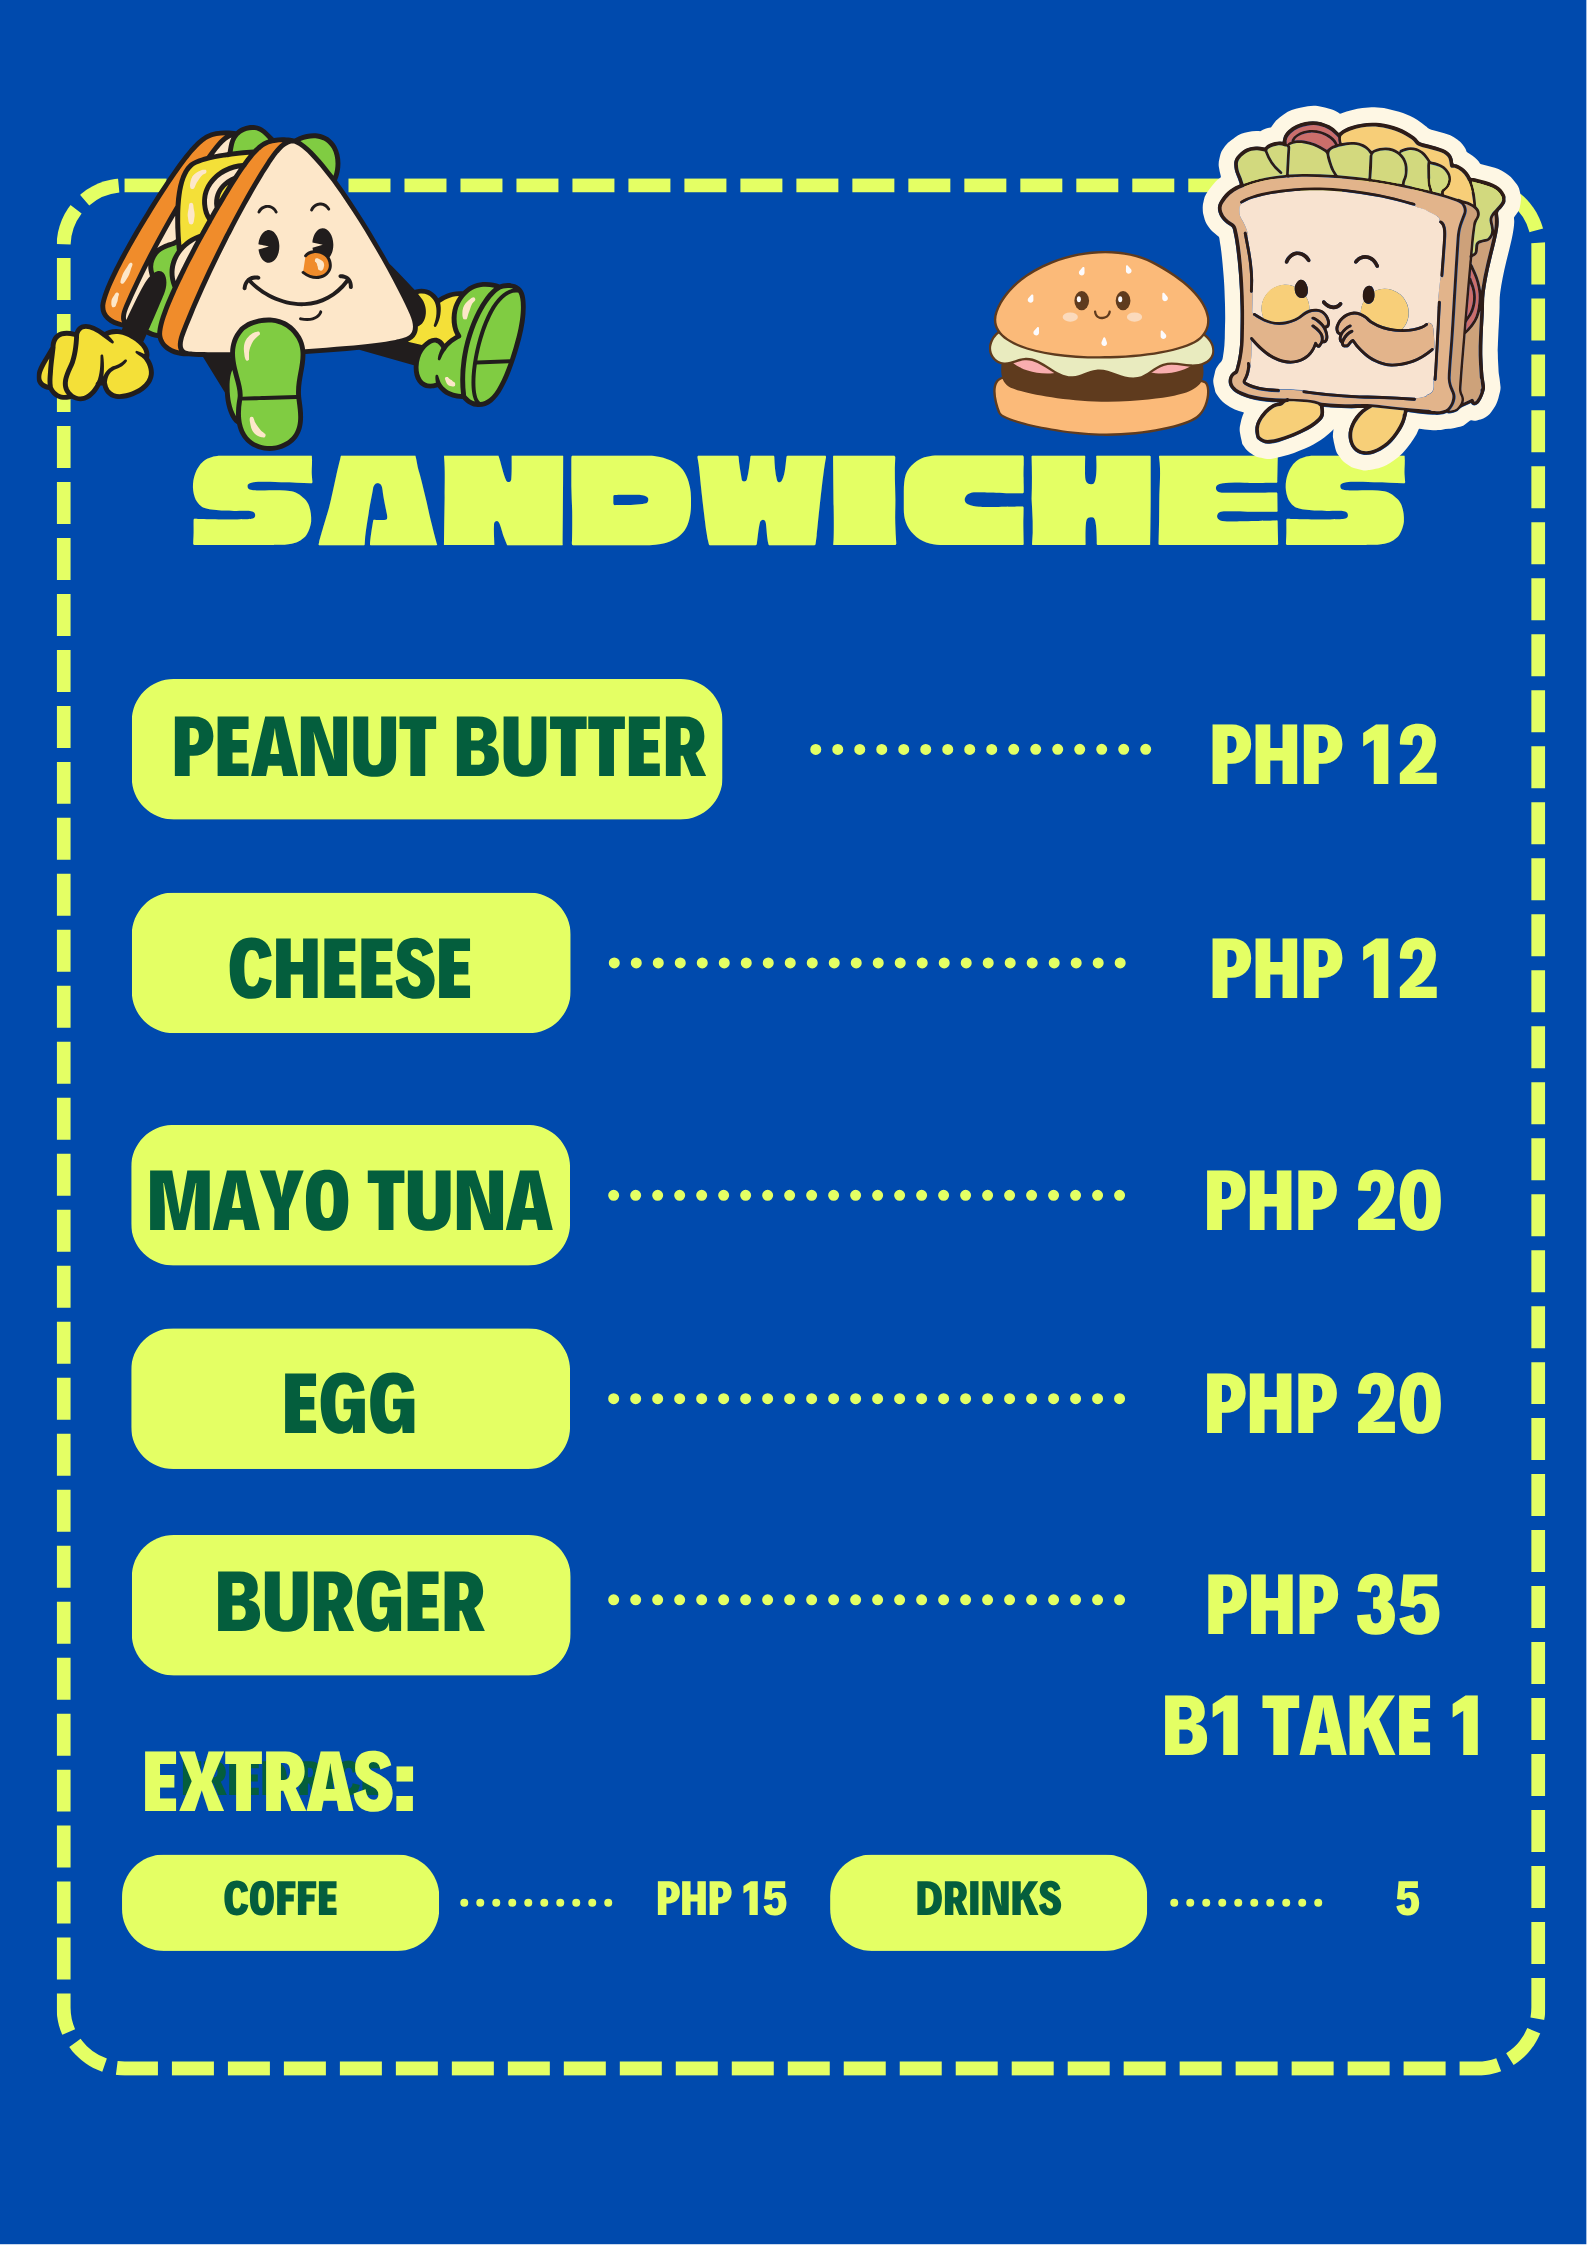 SANDWICHES
PEANUT BUTTER PHP 12
CHEESE PHP 12
MAYO TUNA PHP 20
EGG PHP 20
BURGER PHP 35
B1 TAKE 1
EXTRAS:
COFFE PHP 15 DRINKS 5